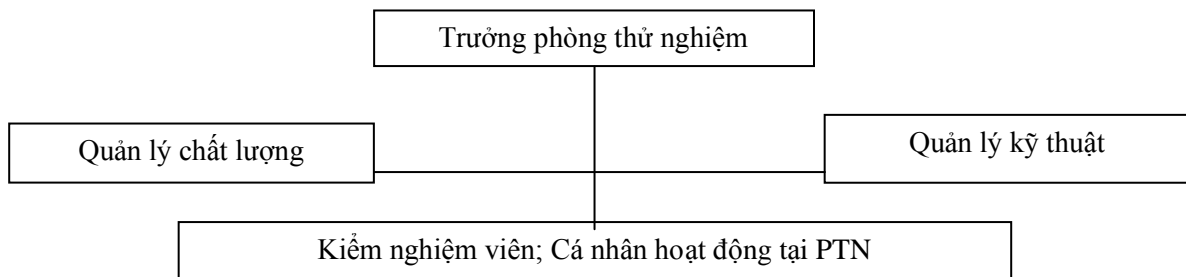 Trưởng phòng thử nghiệm
Quản lý chất lượng
Quản lý kỹ thuật
Kiểm nghiệm viên; Cá nhân hoạt động tại PTN